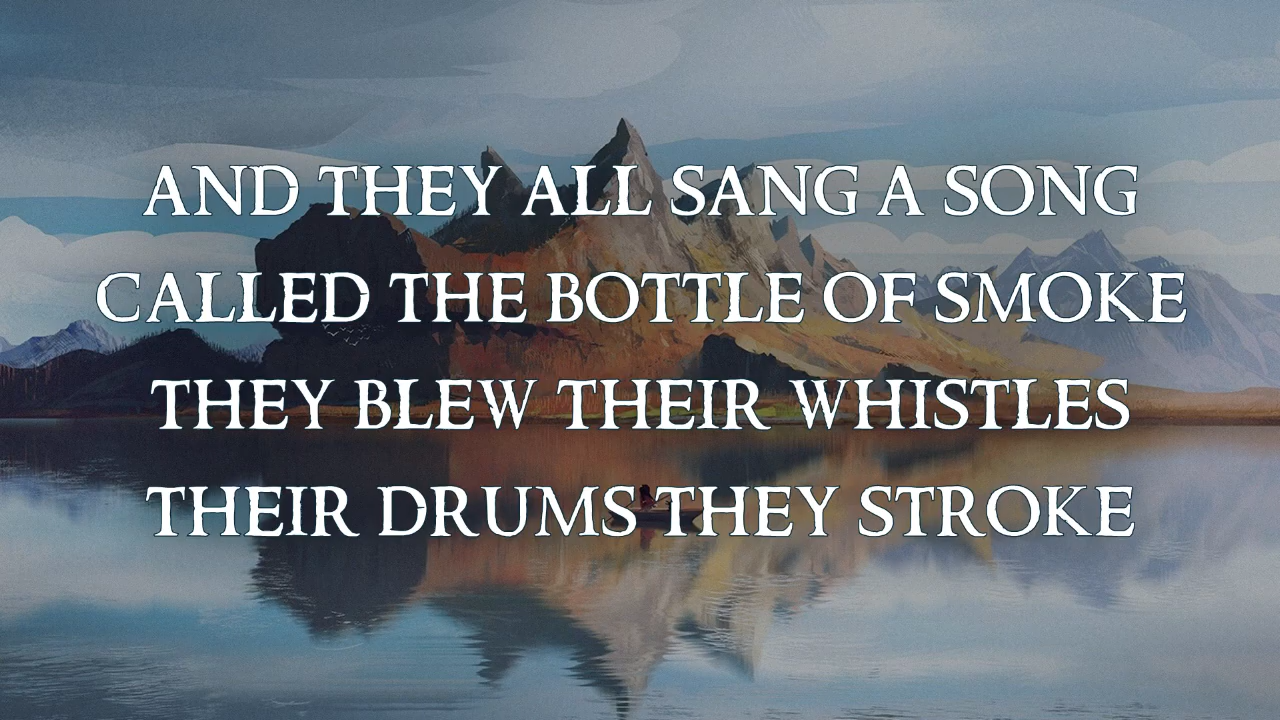 AND THEY ALL SANG A SONG
CALLED THE BOTTLE OF SMOKE
THEY BLEW THEIR WHISTLES
THEIR DRUMS THEY STROKE